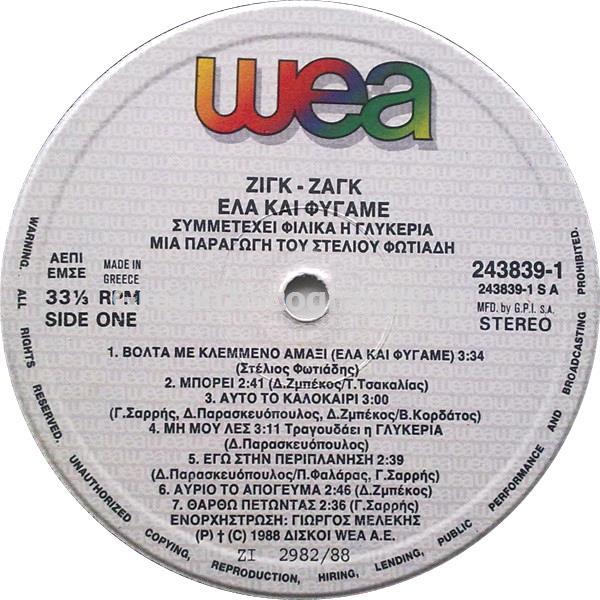 wea
ΖΙΓΚ - ΖΑΓΚ
ΕΛΑ ΚΑΙ ΦΥΓΑΜΕ
ΣΥΜΜΕΤΕΧΕΙ ΦΙΛΙΚΑ Η ΓΛΥΚΕΡΙΑ
ΜΙΑ ΠΑΡΑΓΩΓΗ ΤΟΥ ΣΤΕΛΙΟΥ ΦΩΤΙΑΔΗ
ΑΕΠΙ
ΕΜΣΕ
MADE IN
GREECE
33⅓ RPM
SIDE ONE
243839-1
243839-1 S A
MFD. by G.P.I. S.A.
STEREO
1. ΒΟΛΤΑ ΜΕ ΚΛΕΜΜΕΝΟ ΑΜΑΞΙ (ΕΛΑ ΚΑΙ ΦΥΓΑΜΕ) 3:34
(Στέλιος Φωτιάδης)
2. ΜΠΟΡΕΙ 2:41 (Δ.Ζμπέκος/Τ.Τσακαλίας)
3. ΑΥΤΟ ΤΟ ΚΑΛΟΚΑΙΡΙ 3:00
(Γ.Σαρρής, Δ.Παρασκευόπουλος, Δ.Ζμπέκος/Β.Κορδάτος)
4. ΜΗ ΜΟΥ ΛΕΣ 3:11 Τραγουδάει η ΓΛΥΚΕΡΙΑ
(Δ.Παρασκευόπουλος)
5. ΕΓΩ ΣΤΗΝ ΠΕΡΙΠΛΑΝΗΣΗ 2:39
(Δ.Παρασκευόπουλος/Π.Φαλάρας, Γ.Σαρρής)
6. ΑΥΡΙΟ ΤΟ ΑΠΟΓΕΥΜΑ 2:46 (Δ.Ζμπέκος)
7. ΘΑΡΘΩ ΠΕΤΩΝΤΑΣ 2:36 (Γ.Σαρρής)
ΕΝΟΡΧΗΣΤΡΩΣΗ: ΓΙΩΡΓΟΣ ΜΕΛΕΚΗΣ
(P) † (C) 1988 ΔΙΣΚΟΙ WEA A.E.
ZI 2982/88
WARNING. ALL RIGHTS RESERVED. UNAUTHORIZED COPYING, REPRODUCTION, HIRING, LENDING, PUBLIC PERFORMANCE AND BROADCASTING PROHIBITED.